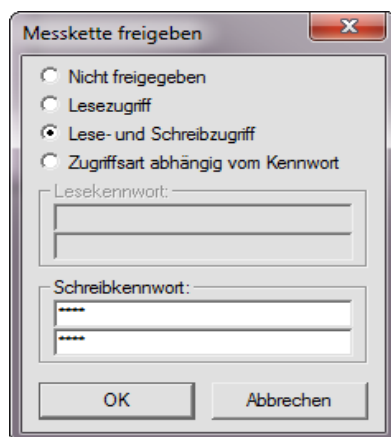 Messkette freigeben
Nicht freigegeben
Lesezugriff
Lese- und Schreibzugriff
Zugriffsart abhängig vom Kennwort
Lesekennwort:
Schreibkennwort:
****
****
OK
Abbrechen